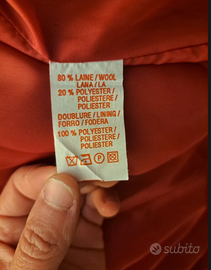 80 % LAINE / WOOL
LANA / LA
20 % POLYESTER /
POLIESTERE /
POLIESTER
DOUBLURE / LINING /
FORRO / FODERA
100 % POLYESTER /
POLIESTERE /
POLIESTER
subito